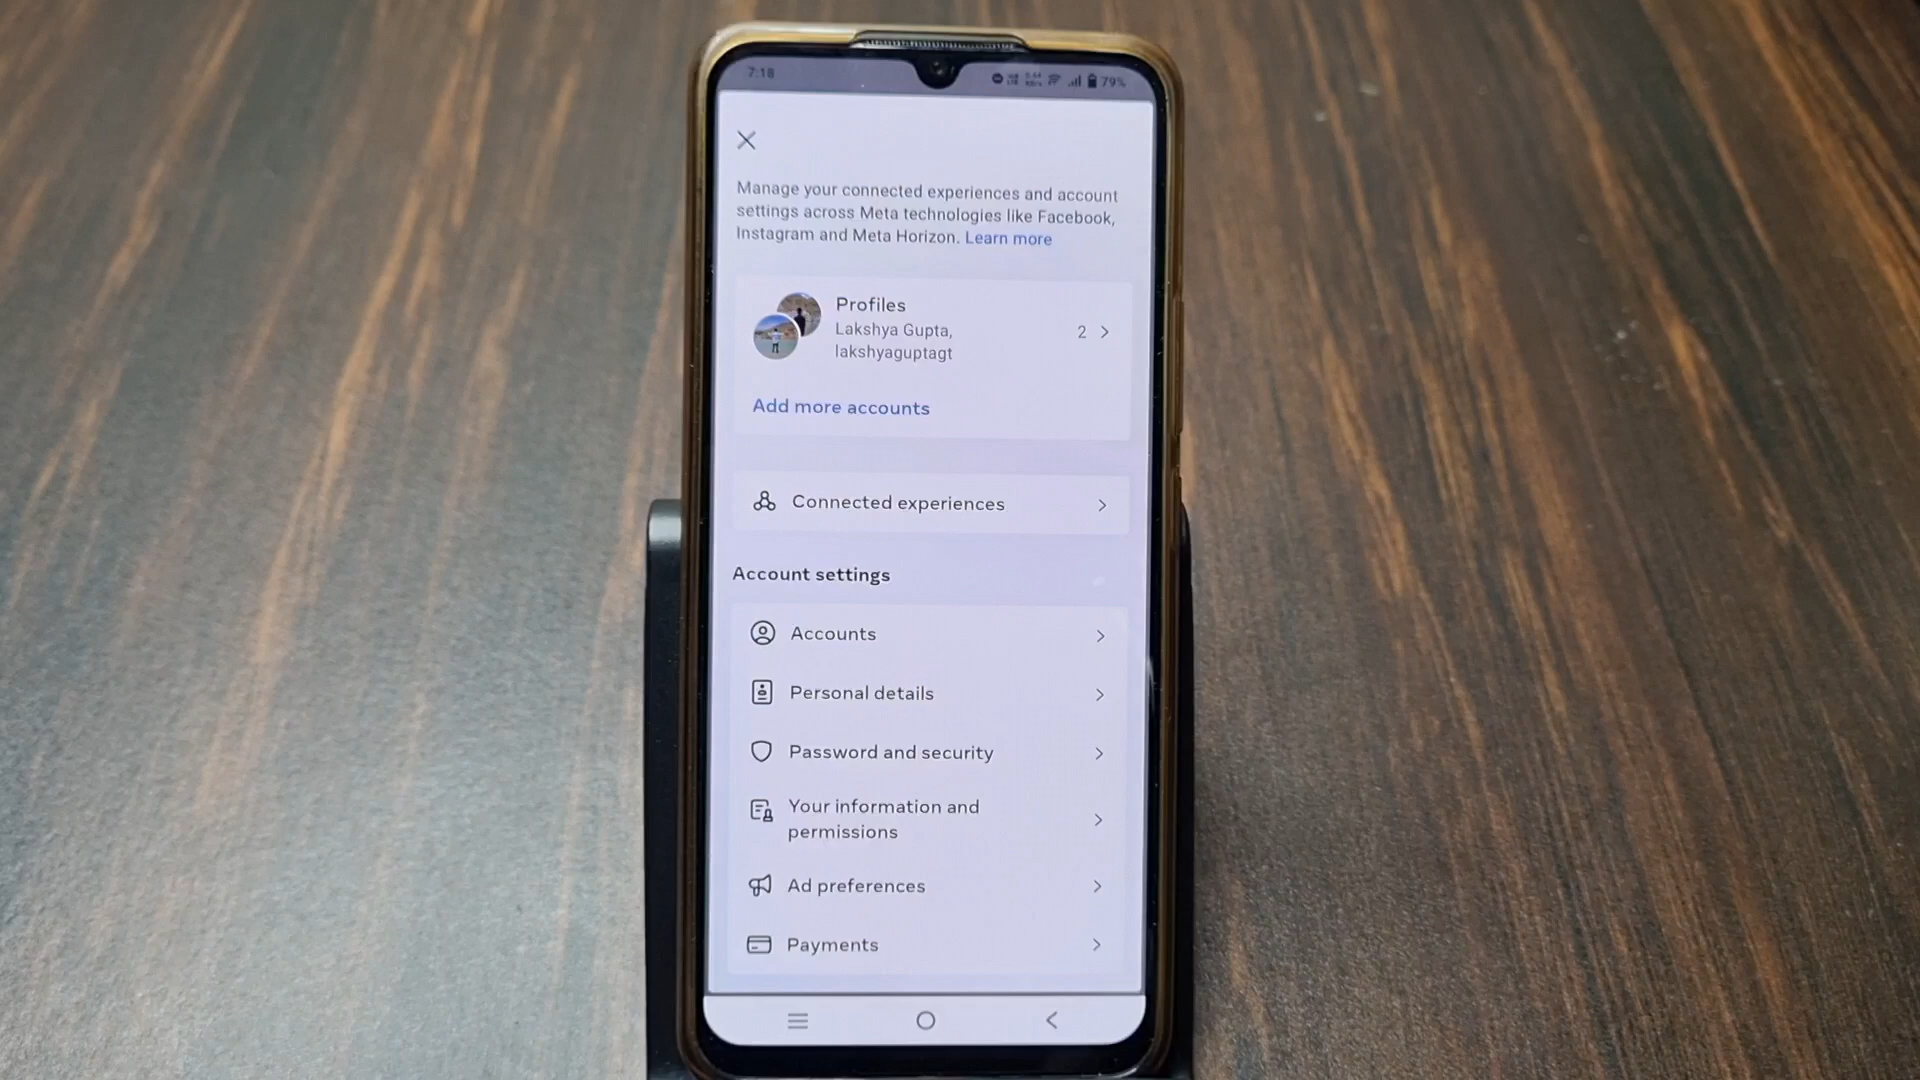 7:18
79%
Manage your connected experiences and account
settings across Meta technologies like Facebook,
Instagram and Meta Horizon. Learn more
Profiles
Lakshya Gupta,
lakshyaguptagt
2
Add more accounts
Connected experiences
Account settings
Accounts
Personal details
Password and security
Your information and
permissions
Ad preferences
Payments